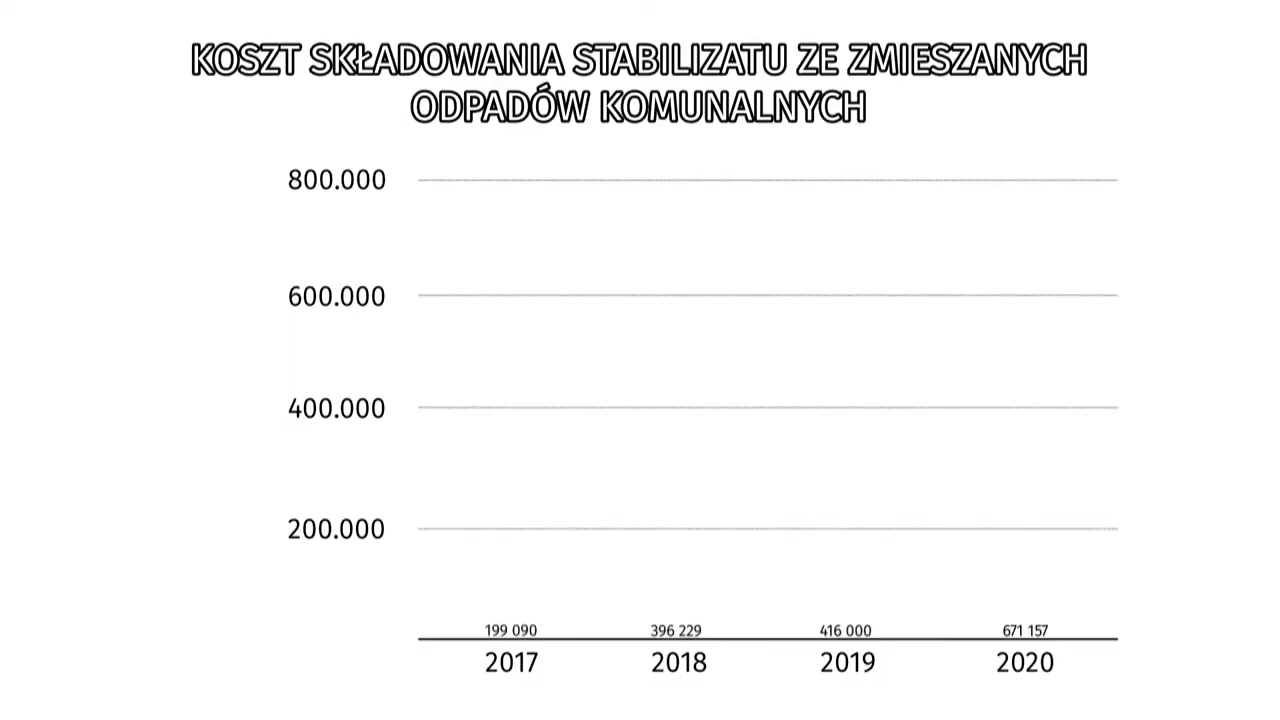 KOSZT SKŁADOWANIA STABILIZATU ZE ZMIESZANYCH
ODPADÓW KOMUNALNYCH
800.000
600.000
400.000
200.000
199 090 396 229 416 000 671 157
2017 2018 2019 2020